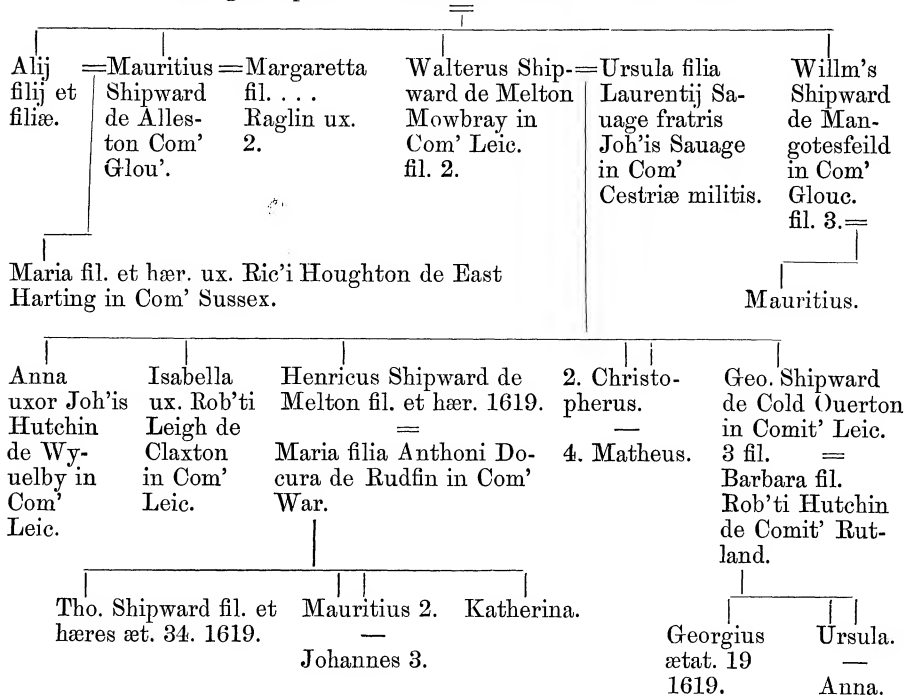 Alij
filij et
filiæ.
=Mauritius
Shipward
de Alles-
ton Com'
Glou'.
=Margaretta
fil. . . .
Raglin ux.
2.
Walterus Ship-
ward de Melton
Mowbray in
Com' Leic.
fil. 2.
=Ursula filia
Laurentij Sa-
uage fratris
Joh'is Sauage
in Com'
Cestriæ militis.
Willm's
Shipward
de Man-
gotesfeild
in Com'
Glouc.
fil. 3.=
Maria fil. et hær. ux. Ric'i Houghton de East
Harting in Com' Sussex.
Mauritius.
Anna
uxor Joh'is
Hutchin
de Wy-
uelby in
Com'
Leic.
Isabella
ux. Rob'ti
Leigh de
Claxton
in Com'
Leic.
Henricus Shipward de
Melton fil. et hær. 1619.
=
Maria filia Anthoni Do-
cura de Rudfin in Com'
War.
2. Christo-
pherus.
—
4. Matheus.
Geo. Shipward
de Cold Ouerton
in Comit' Leic.
3 fil. =
Barbara fil.
Rob'ti Hutchin
de Comit' Rut-
land.
Tho. Shipward fil. et
hæres æt. 34. 1619.
Mauritius 2.
—
Johannes 3.
Katherina.
Georgius
ætat. 19
1619.
Ursula.
—
Anna.